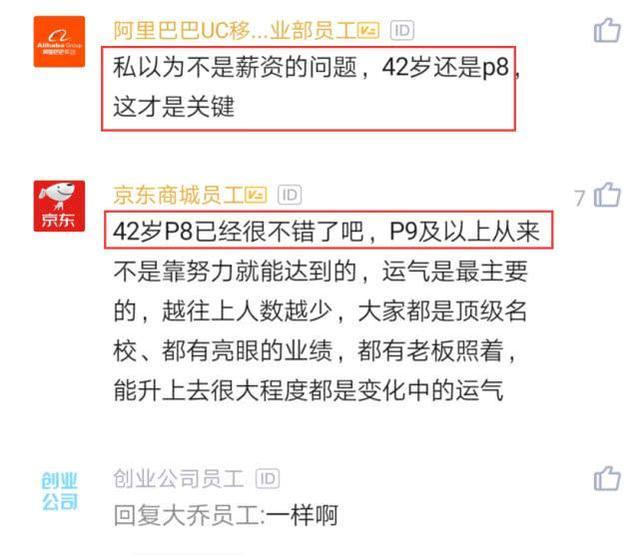 阿里巴巴UC移...业部员工 V ID
Alibaba Group
阿里巴巴集团
私以为不是薪资的问题，42岁还是p8，
这才是关键
京东商城员工 V ID
7
京东
42岁P8已经很不错了吧，P9及以上从来
不是靠努力就能达到的，运气是最主要
的，越往上人数越少，大家都是顶级名
校、都有亮眼的业绩，都有老板照着，
能升上去很大程度都是变化中的运气
创业公司员工 ID
创业
公司
回复大乔员工:一样啊